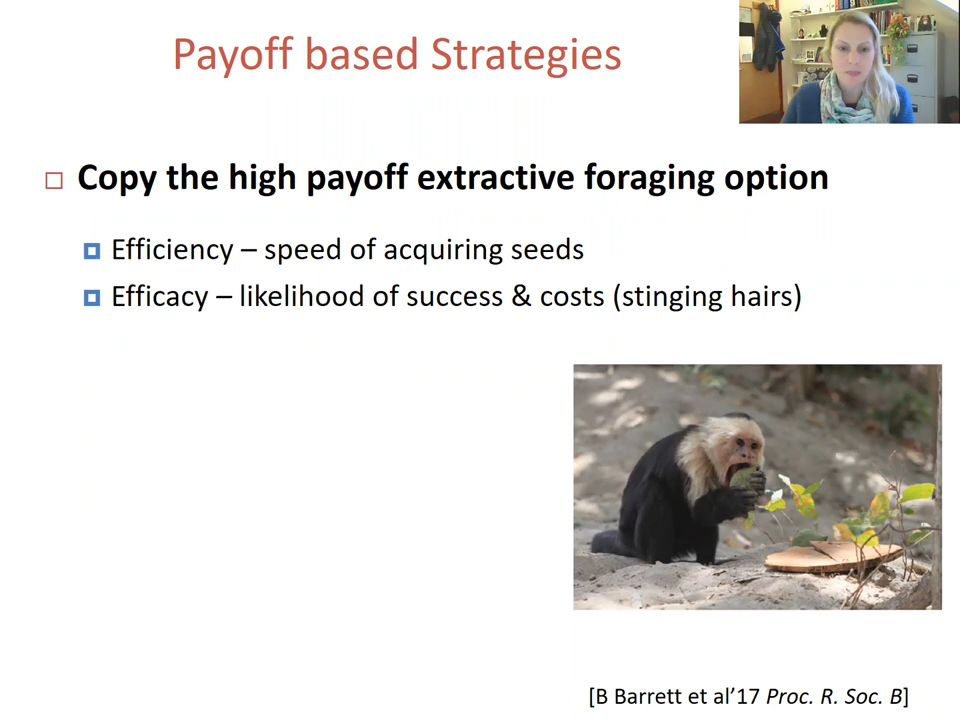 Payoff based Strategies
Copy the high payoff extractive foraging option
Efficiency – speed of acquiring seeds
Efficacy – likelihood of success & costs (stinging hairs)
[B Barrett et al’17 Proc. R. Soc. B]